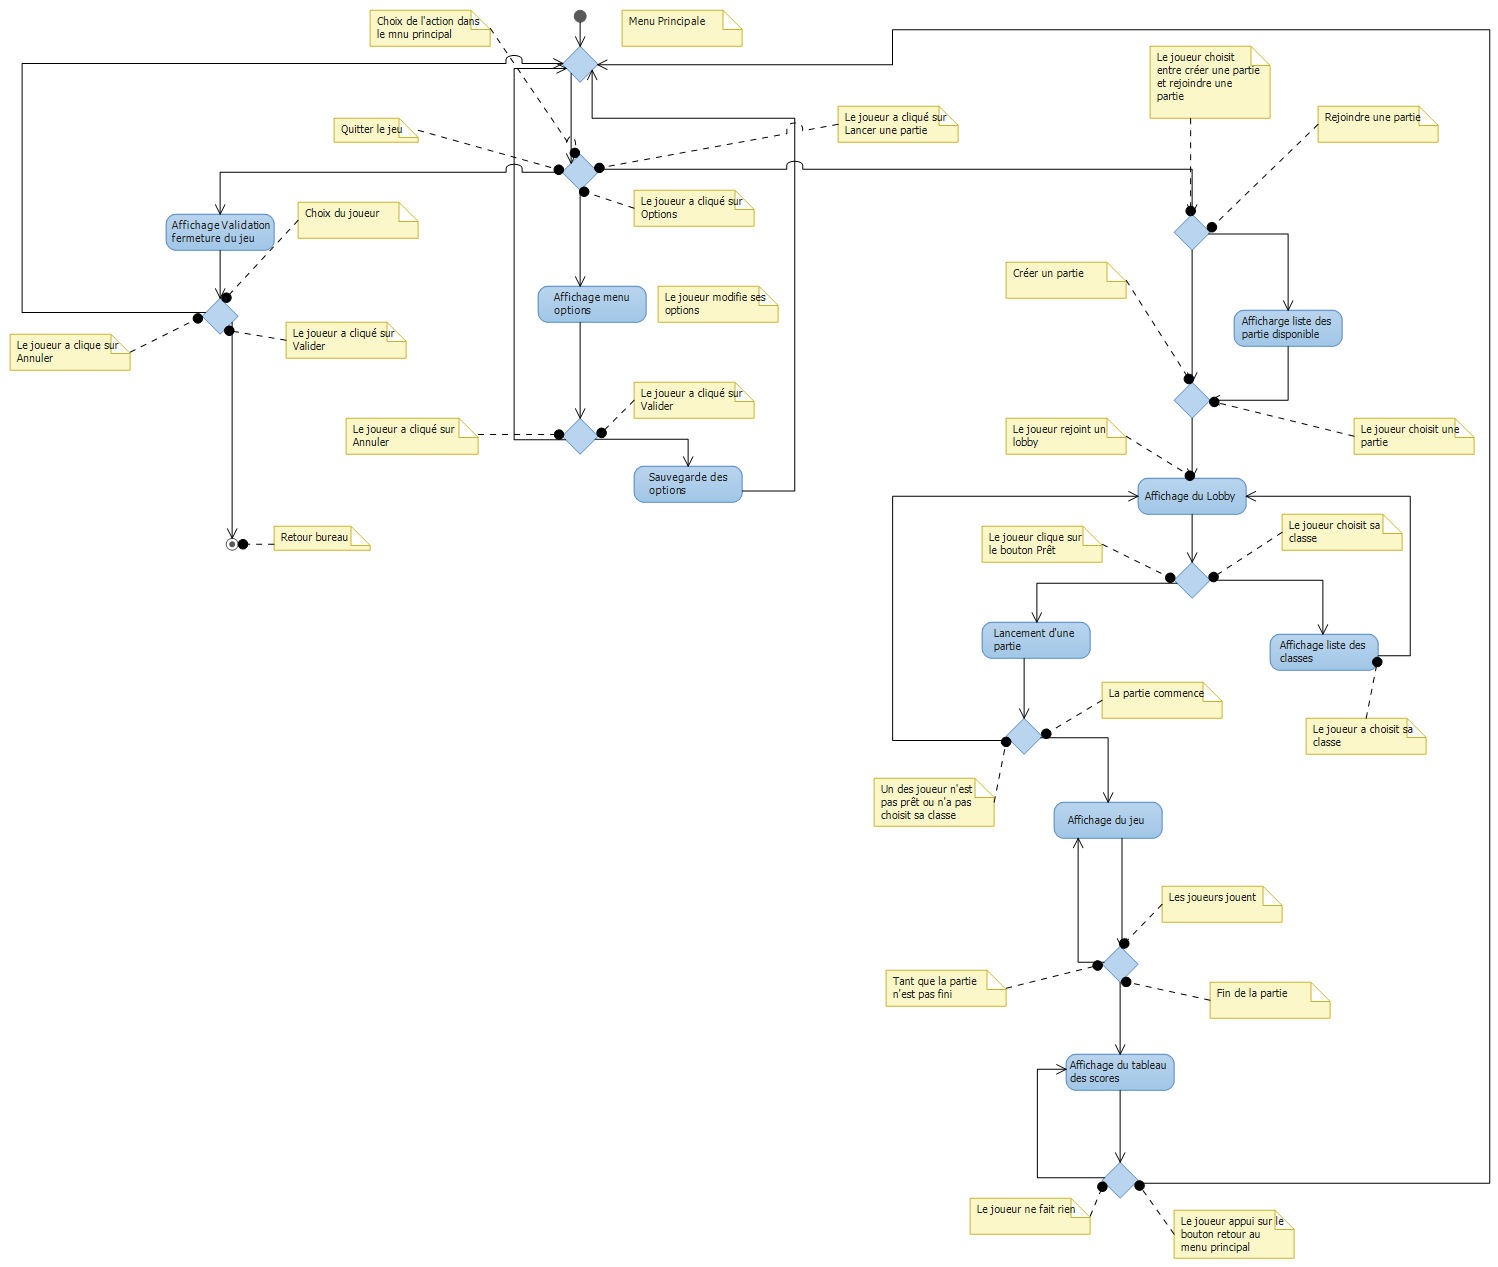 Choix de l'action dans
le mnu principal
Menu Principale
Le joueur choisit
entre créer une partie
et rejoindre une
partie
Quitter le jeu
Le joueur a cliqué sur
Lancer une partie
Rejoindre une partie
Le joueur a cliqué sur
Options
Choix du joueur
Affichage Validation
fermeture du jeu
Créer un partie
Affichage menu
options
Le joueur modifie ses
options
Afficharge liste des
partie disponible
Le joueur a clique sur
Annuler
Le joueur a cliqué sur
Valider
Le joueur a cliqué sur
Valider
Le joueur a cliqué sur
Annuler
Le joueur rejoint un
lobby
Le joueur choisit une
partie
Sauvegarde des
options
Affichage du Lobby
Retour bureau
Le joueur clique sur
le bouton Prêt
Le joueur choisit sa
classe
Lancement d'une
partie
Affichage liste des
classes
La partie commence
Le joueur a choisit sa
classe
Un des joueur n'est
pas prêt ou n'a pas
choisit sa classe
Affichage du jeu
Les joueurs jouent
Tant que la partie
n'est pas fini
Fin de la partie
Affichage du tableau
des scores
Le joueur ne fait rien
Le joueur appui sur le
bouton retour au
menu principal